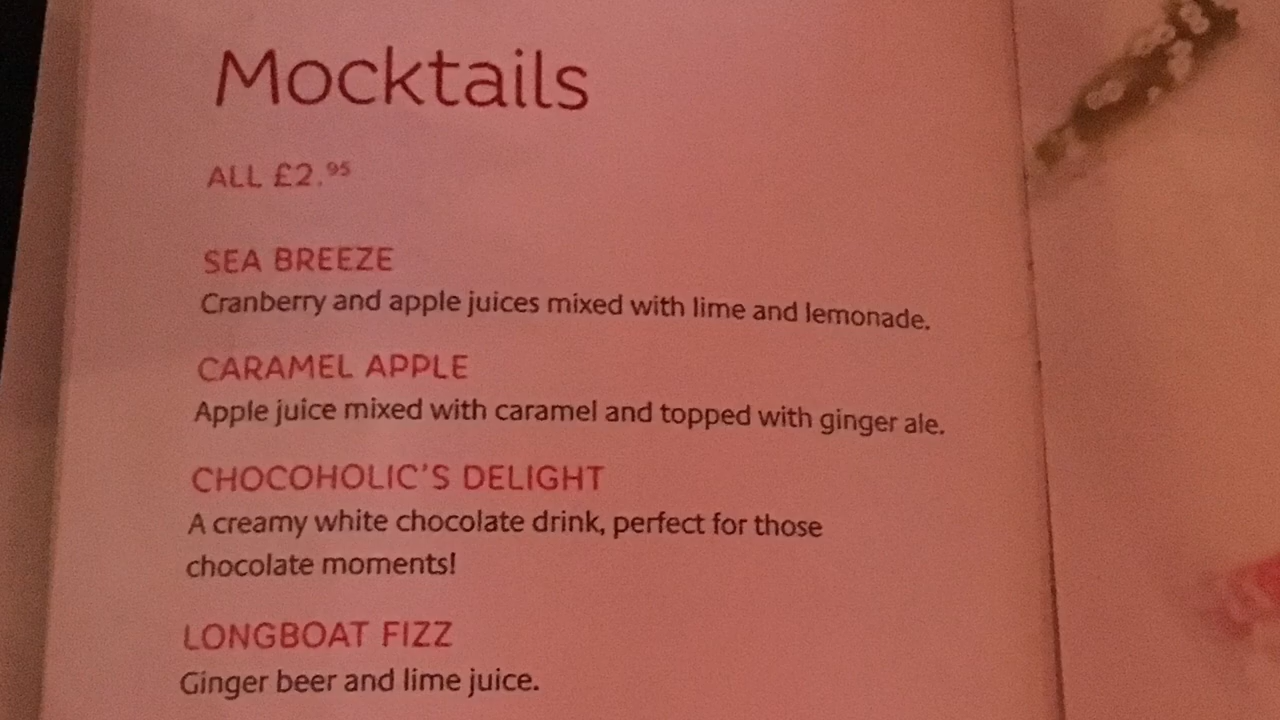 Mocktails
ALL £2.95
SEA BREEZE
Cranberry and apple juices mixed with lime and lemonade.
CARAMEL APPLE
Apple juice mixed with caramel and topped with ginger ale.
CHOCOHOLIC'S DELIGHT
A creamy white chocolate drink, perfect for those
chocolate moments!
LONGBOAT FIZZ
Ginger beer and lime juice.